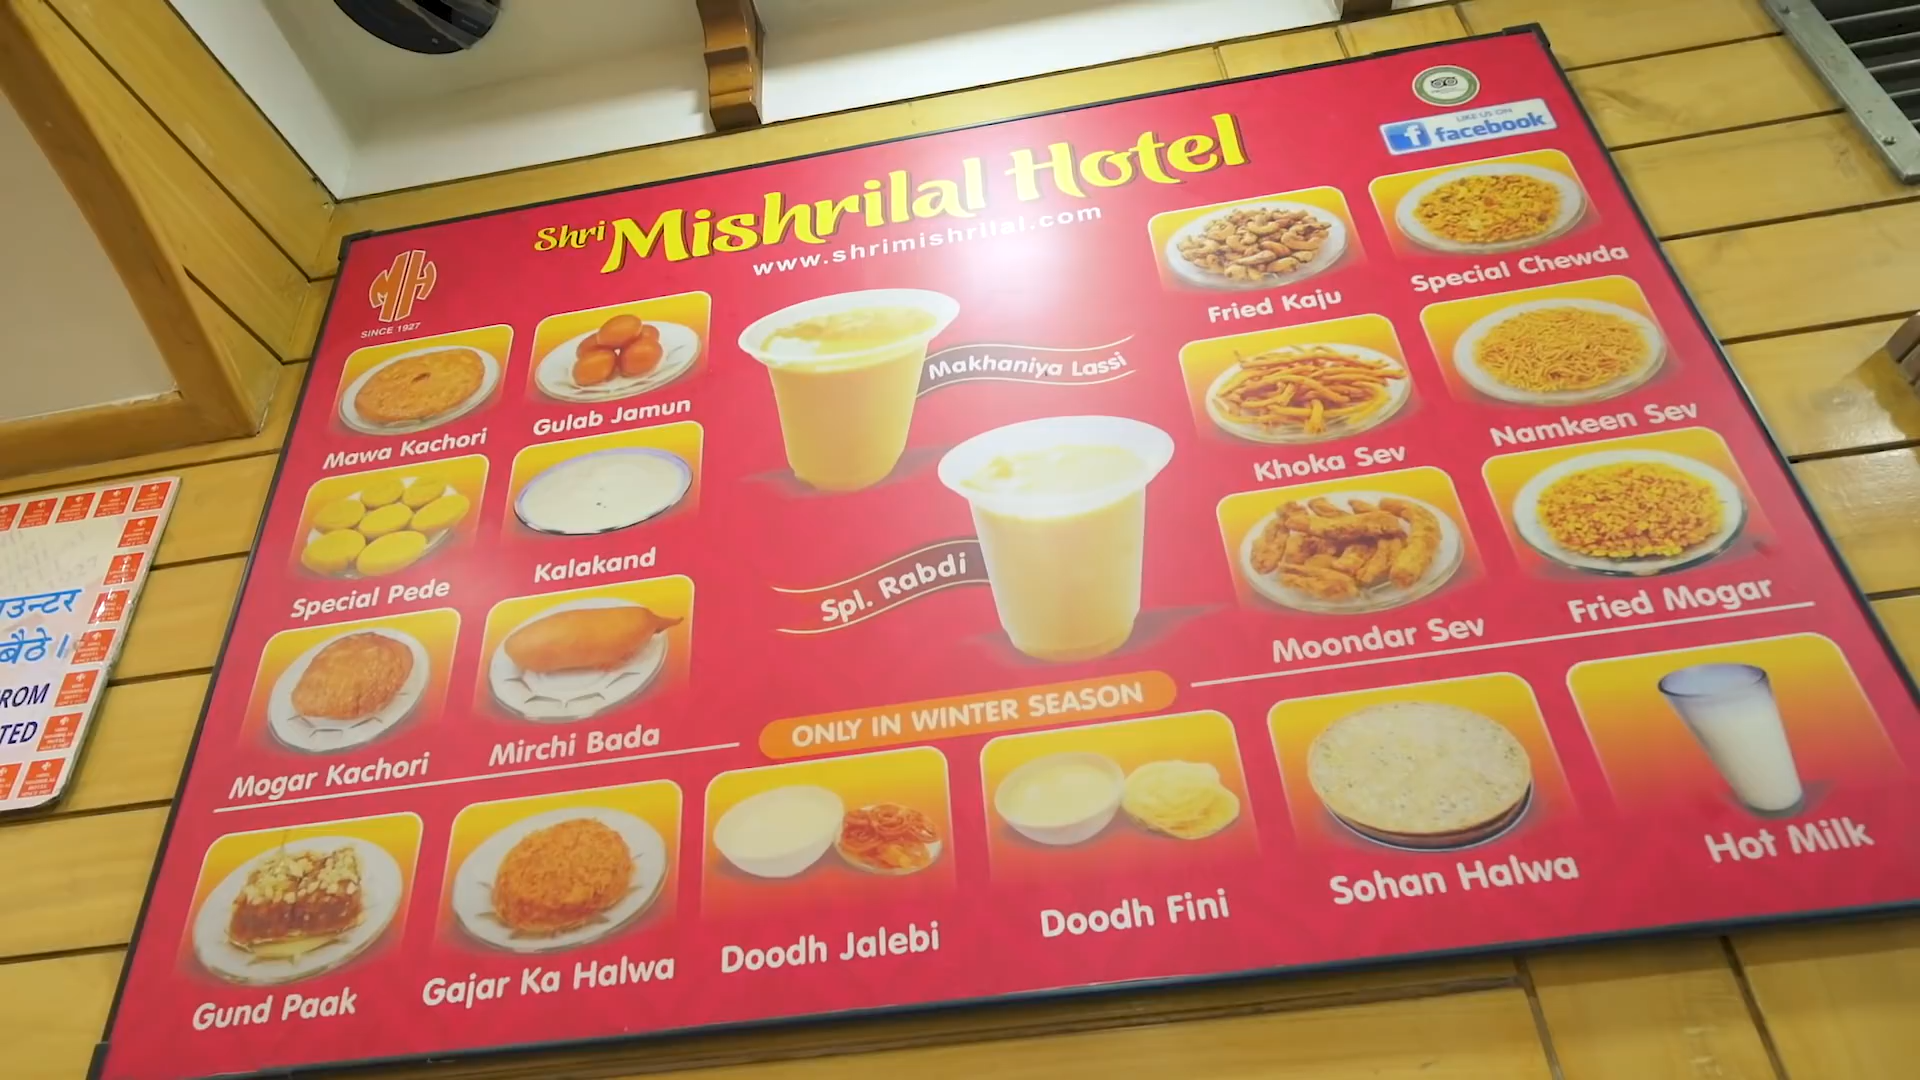 Shri Mishrilal Hotel
www.shrimishrilal.com
MH
SINCE 1927
LIKE US ON
facebook
Mawa Kachori
Gulab Jamun
Makhaniya Lassi
Fried Kaju
Special Chewda
Special Pede
Kalakand
Spl. Rabdi
Khoka Sev
Namkeen Sev
Mogar Kachori
Mirchi Bada
Moondar Sev
Fried Mogar
ONLY IN WINTER SEASON
Gund Paak
Gajar Ka Halwa
Doodh Jalebi
Doodh Fini
Sohan Halwa
Hot Milk
बैठे।
ROM
TED